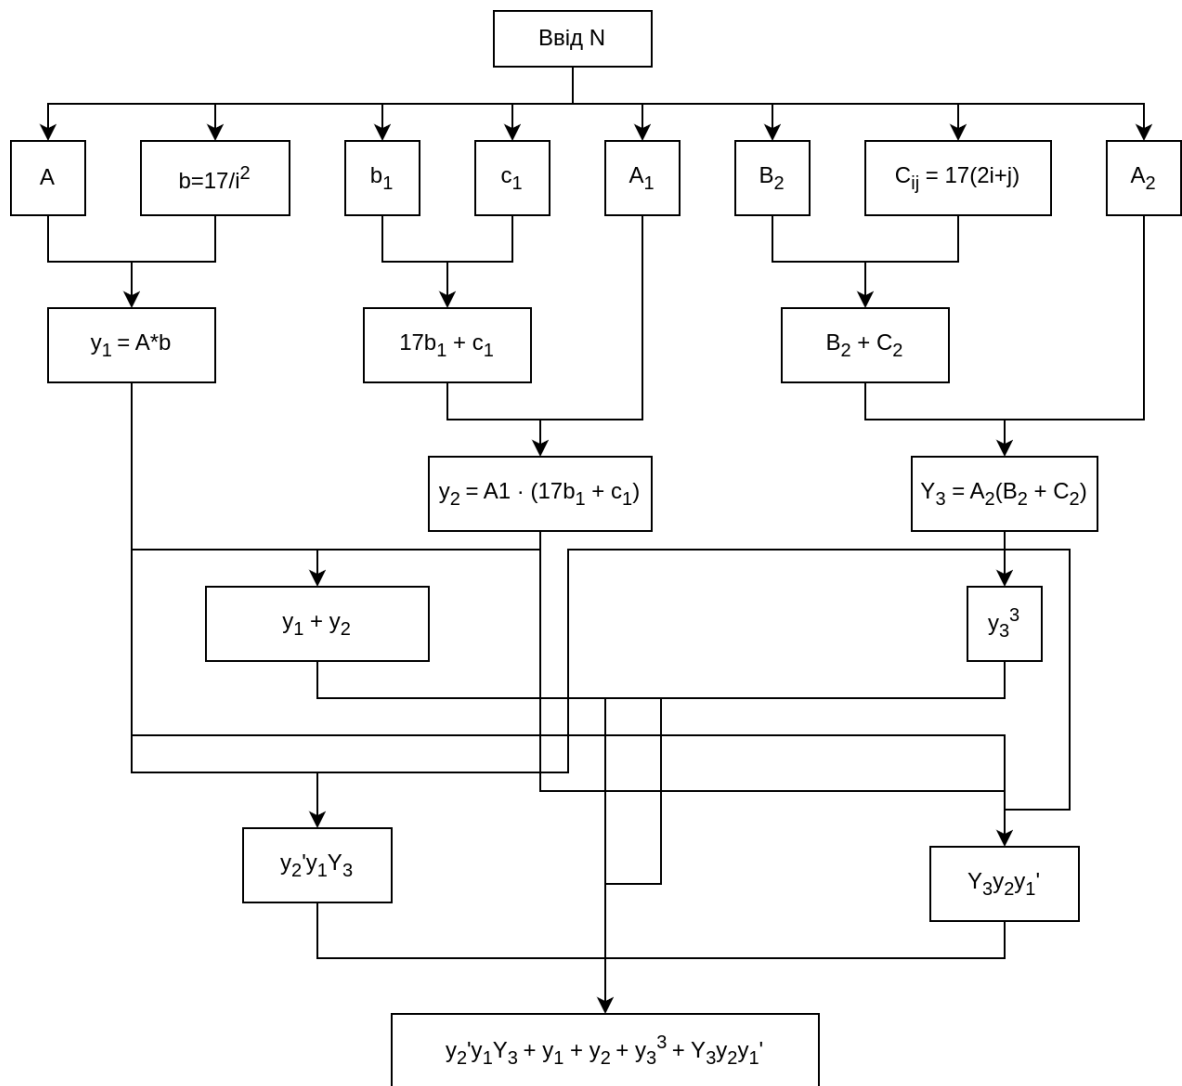 Ввід N
A
b=17/i²
b₁
c₁
A₁
B₂
Cᵢⱼ = 17(2i+j)
A₂
y₁ = A*b
17b₁ + c₁
B₂ + C₂
y₂ = A1 · (17b₁ + c₁)
Y₃ = A₂(B₂ + C₂)
y₁ + y₂
y₃³
y₂'y₁Y₃
Y₃y₂y₁'
y₂'y₁Y₃ + y₁ + y₂ + y₃³ + Y₃y₂y₁'